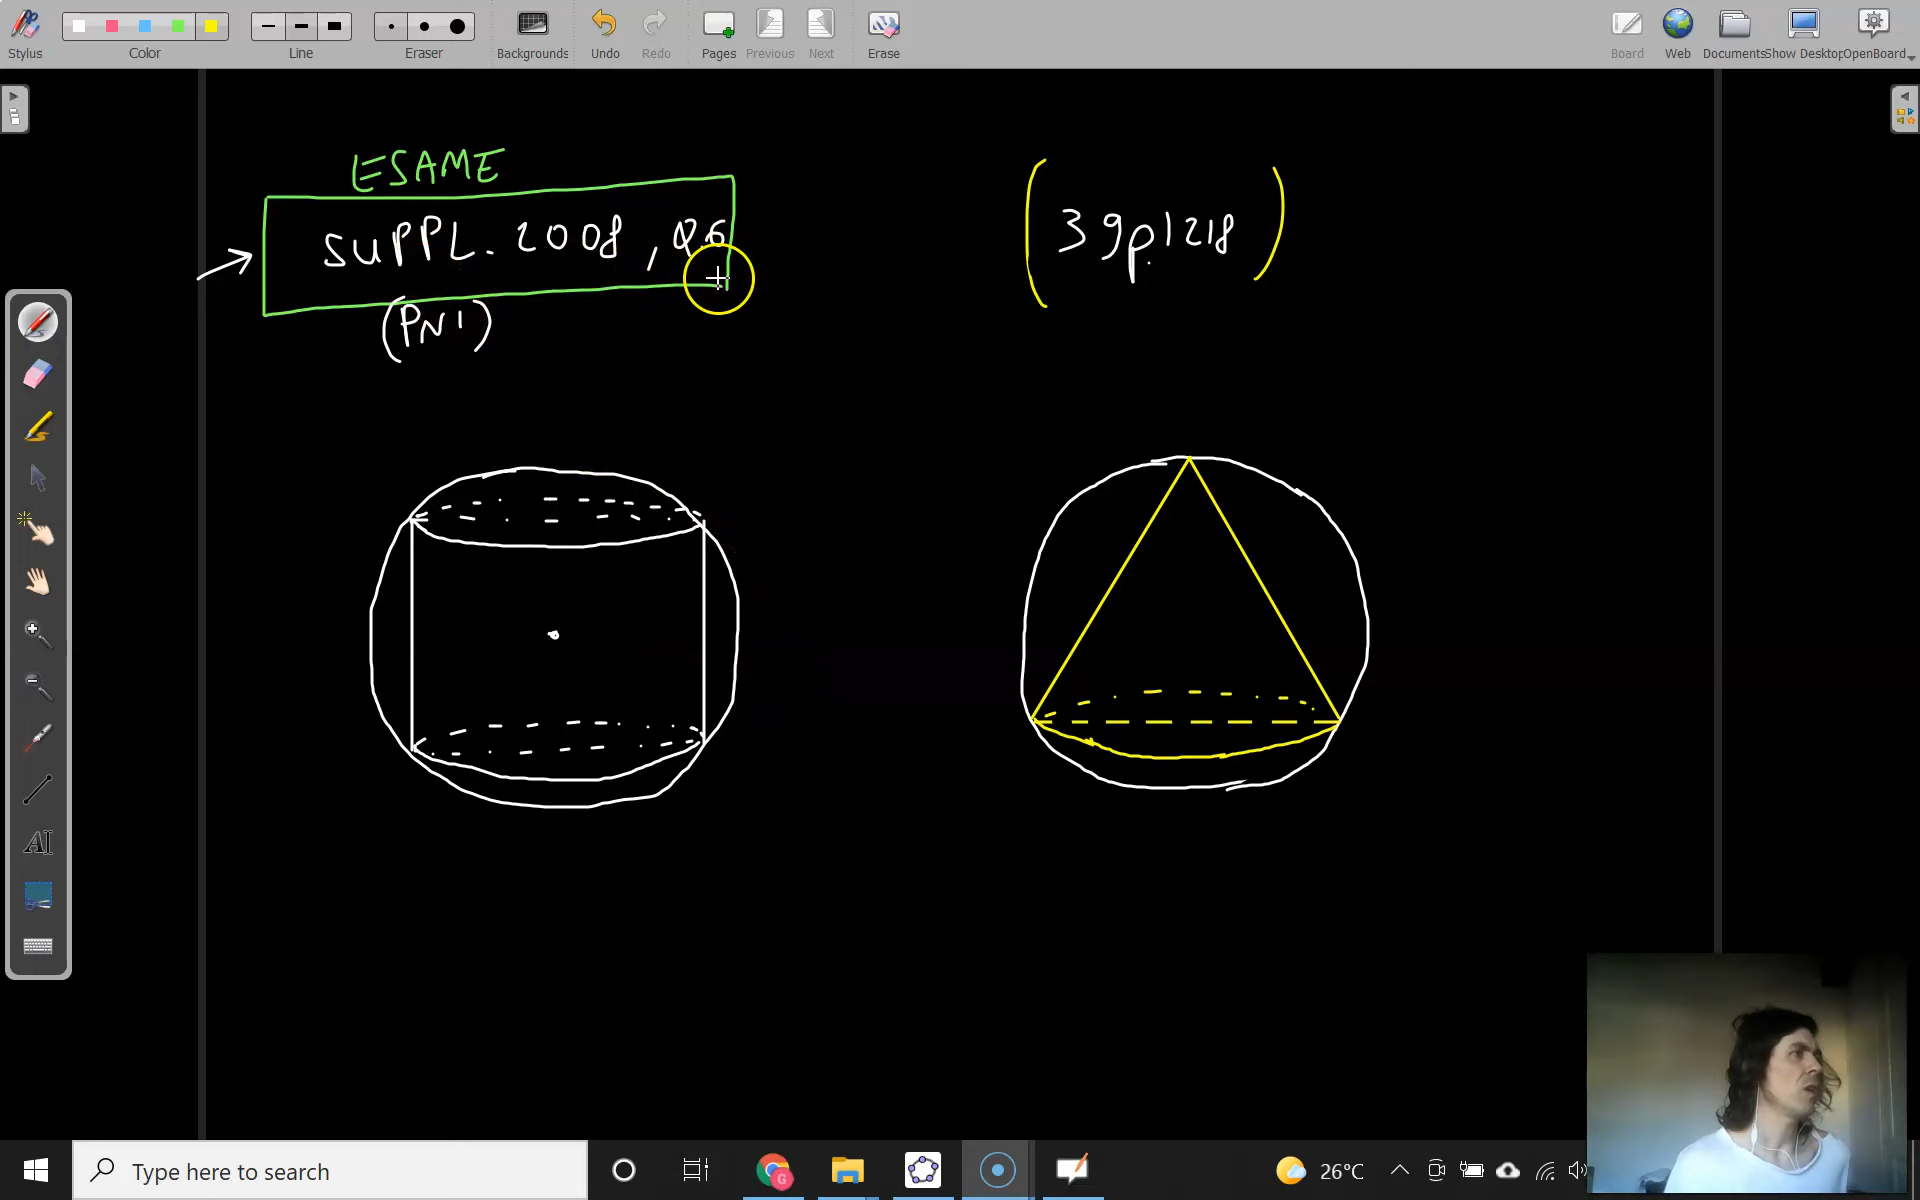 Stylus
Color
Line
Eraser
Backgrounds
Undo
Redo
Pages
Previous
Next
Erase
Board
Web
Documents
Show Desktop
OpenBoard
ESAME
SUPPL. 2008, Q.6
(PNI)
(39p1218)
Type here to search
26°C